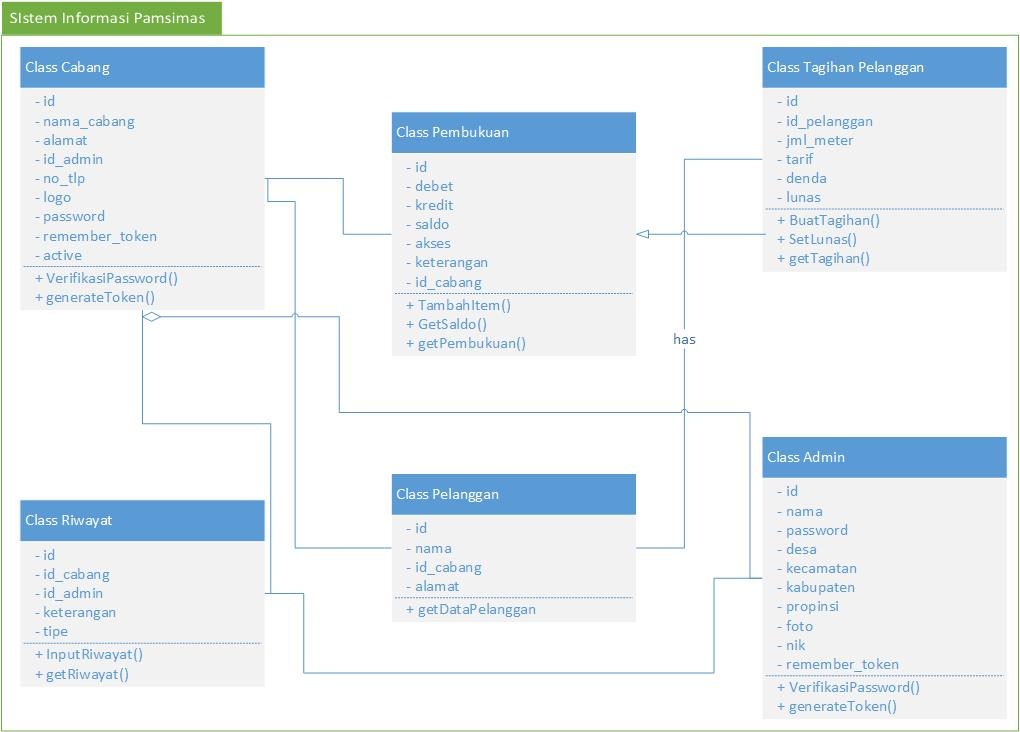 SIstem Informasi Pamsimas
Class Cabang
- id
- nama_cabang
- alamat
- id_admin
- no_tlp
- logo
- password
- remember_token
- active
+ VerifikasiPassword()
+ generateToken()
Class Pembukuan
- id
- debet
- kredit
- saldo
- akses
- keterangan
- id_cabang
+ TambahItem()
+ GetSaldo()
+ getPembukuan()
Class Tagihan Pelanggan
- id
- id_pelanggan
- jml_meter
- tarif
- denda
- lunas
+ BuatTagihan()
+ SetLunas()
+ getTagihan()
has
Class Riwayat
- id
- id_cabang
- id_admin
- keterangan
- tipe
+ InputRiwayat()
+ getRiwayat()
Class Pelanggan
- id
- nama
- id_cabang
- alamat
+ getDataPelanggan
Class Admin
- id
- nama
- password
- desa
- kecamatan
- kabupaten
- propinsi
- foto
- nik
- remember_token
+ VerifikasiPassword()
+ generateToken()